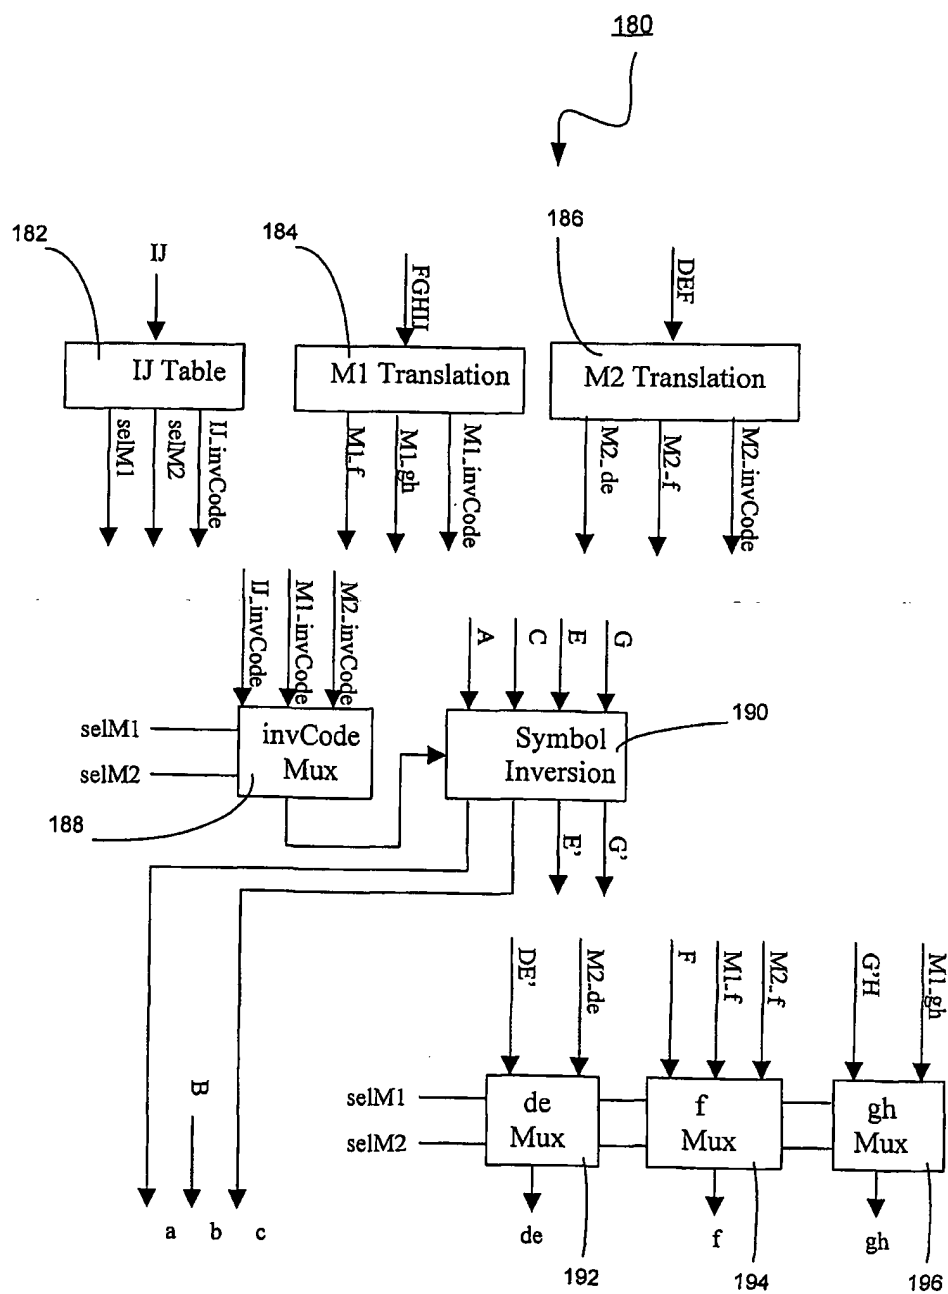 180
182
184
186
IJ
FGHIJ
DEF
IJ Table
M1 Translation
M2 Translation
selM1
selM2
IJ_invCode
M1_f
M1_gh
M1_invCode
M2_de
M2_f
M2_invCode
IJ_invCode
M1_invCode
M2_invCode
A
C
E
G
selM1
selM2
invCode
Mux
Symbol
Inversion
190
188
E'
G'
DE'
M2_de
F
M1_f
M2_f
G'H
M1_gh
B
selM1
selM2
de
Mux
f
Mux
gh
Mux
a
b
c
de
f
gh
192
194
196